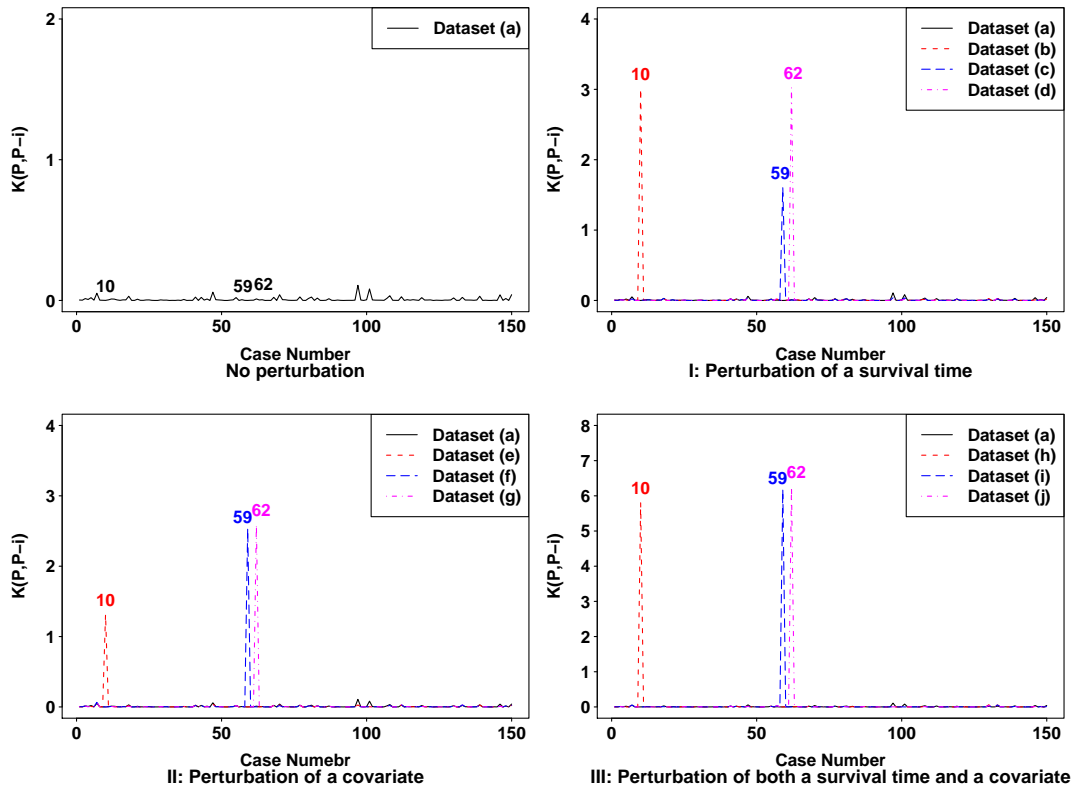 Dataset (a)
2
1
0
K(P,P−i)
10
59
62
0
50
100
150
Case Number
No perturbation
Dataset (a)
Dataset (b)
Dataset (c)
Dataset (d)
4
3
2
1
0
K(P,P−i)
10
59
62
0
50
100
150
Case Number
I: Perturbation of a survival time
Dataset (a)
Dataset (e)
Dataset (f)
Dataset (g)
4
3
2
1
0
K(P,P−i)
10
59
62
0
50
100
150
Case Numebr
II: Perturbation of a covariate
Dataset (a)
Dataset (h)
Dataset (i)
Dataset (j)
8
7
6
5
4
3
2
1
0
K(P,P−i)
10
59
62
0
50
100
150
Case Number
III: Perturbation of both a survival time and a covariate